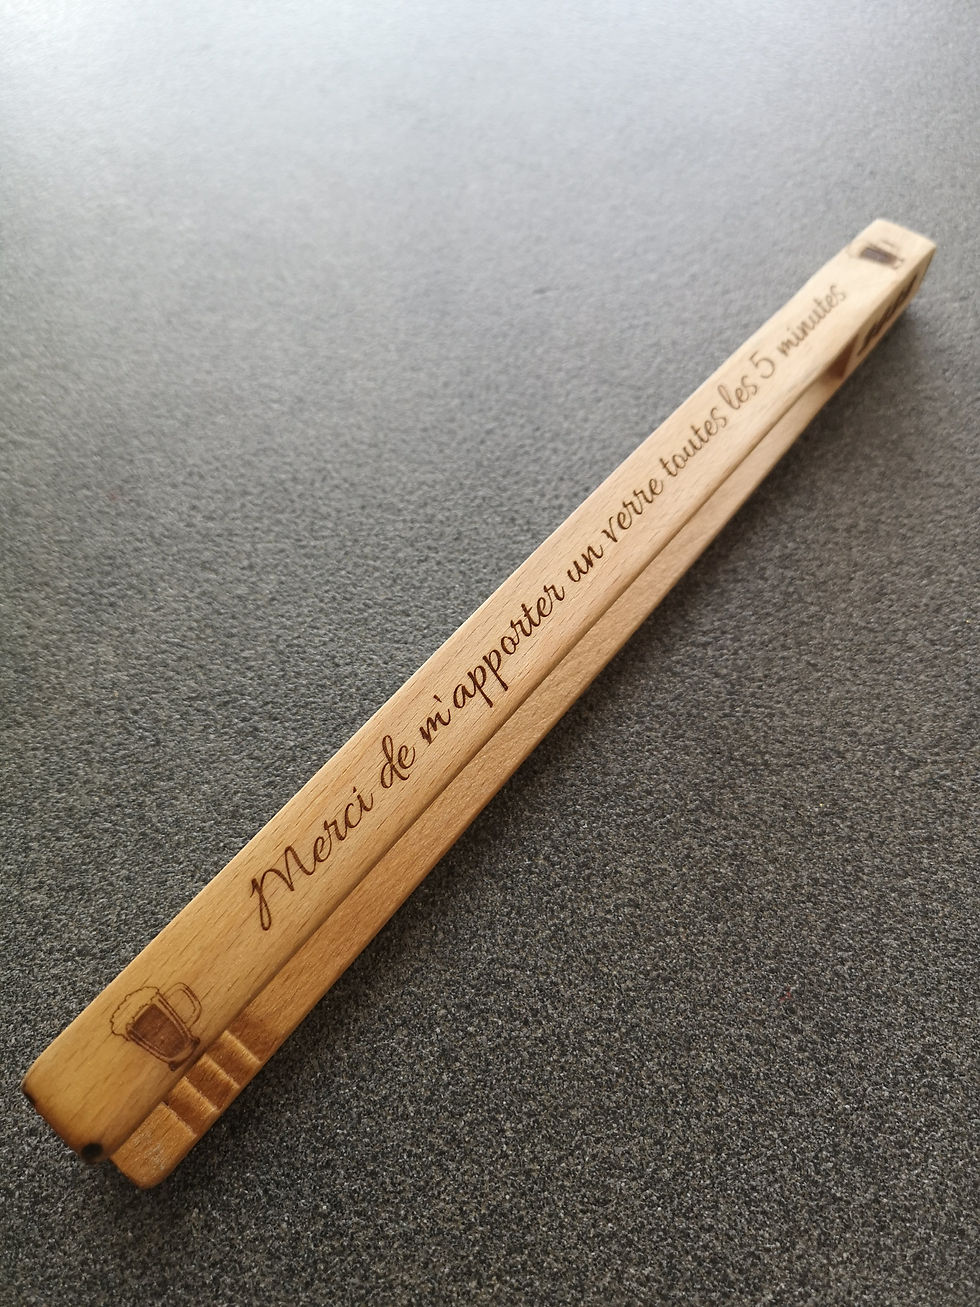 Merci de m'apporter un verre toutes les 5 minutes